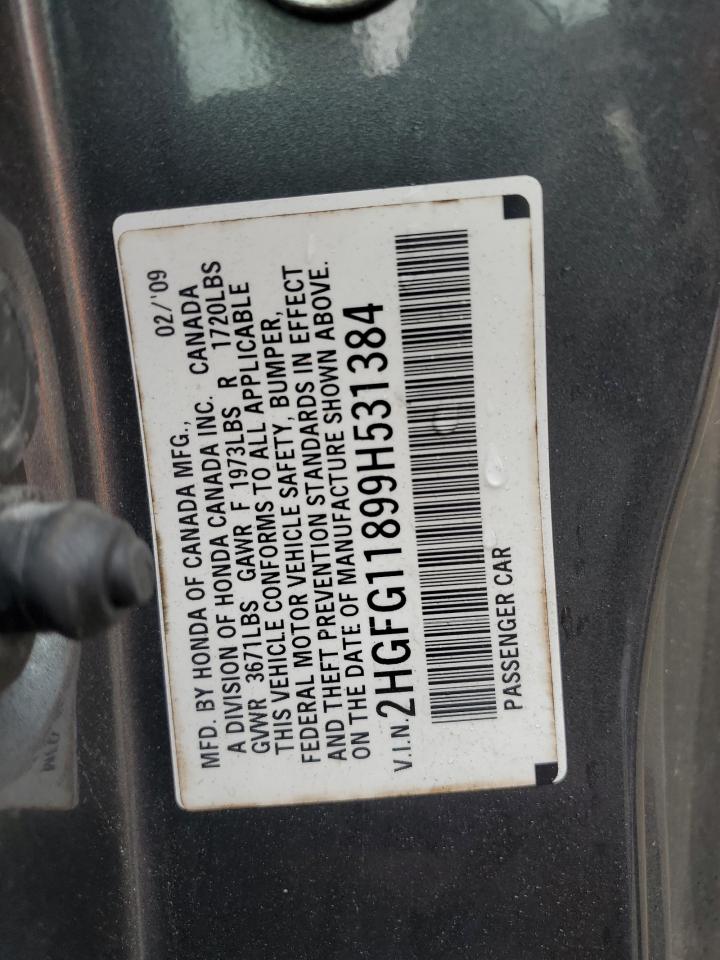 MFD. BY HONDA OF CANADA MFG., 02/'09
A DIVISION OF HONDA CANADA INC. CANADA
GVWR 3671LBS GAWR F 1973LBS R 1720LBS
THIS VEHICLE CONFORMS TO ALL APPLICABLE
FEDERAL MOTOR VEHICLE SAFETY, BUMPER,
AND THEFT PREVENTION STANDARDS IN EFFECT
ON THE DATE OF MANUFACTURE SHOWN ABOVE.
V.I.N. 2HGFG11899H531384
PASSENGER CAR